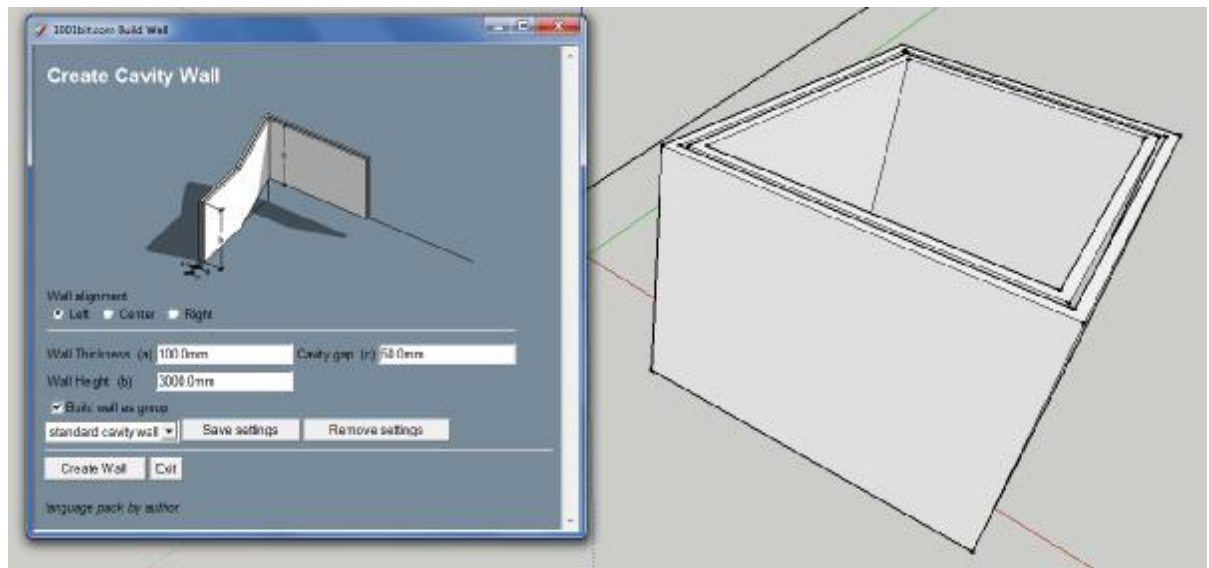 1001bit.com Build Wall
Create Cavity Wall
Wall alignment
Left Center Right
Wall Thickness (a) 100.0mm Cavity gap (c) 50.0mm
Wall Height (b) 3000.0mm
Build wall as group
standard cavity wall Save settings Remove settings
Create Wall Exit
language pack by author